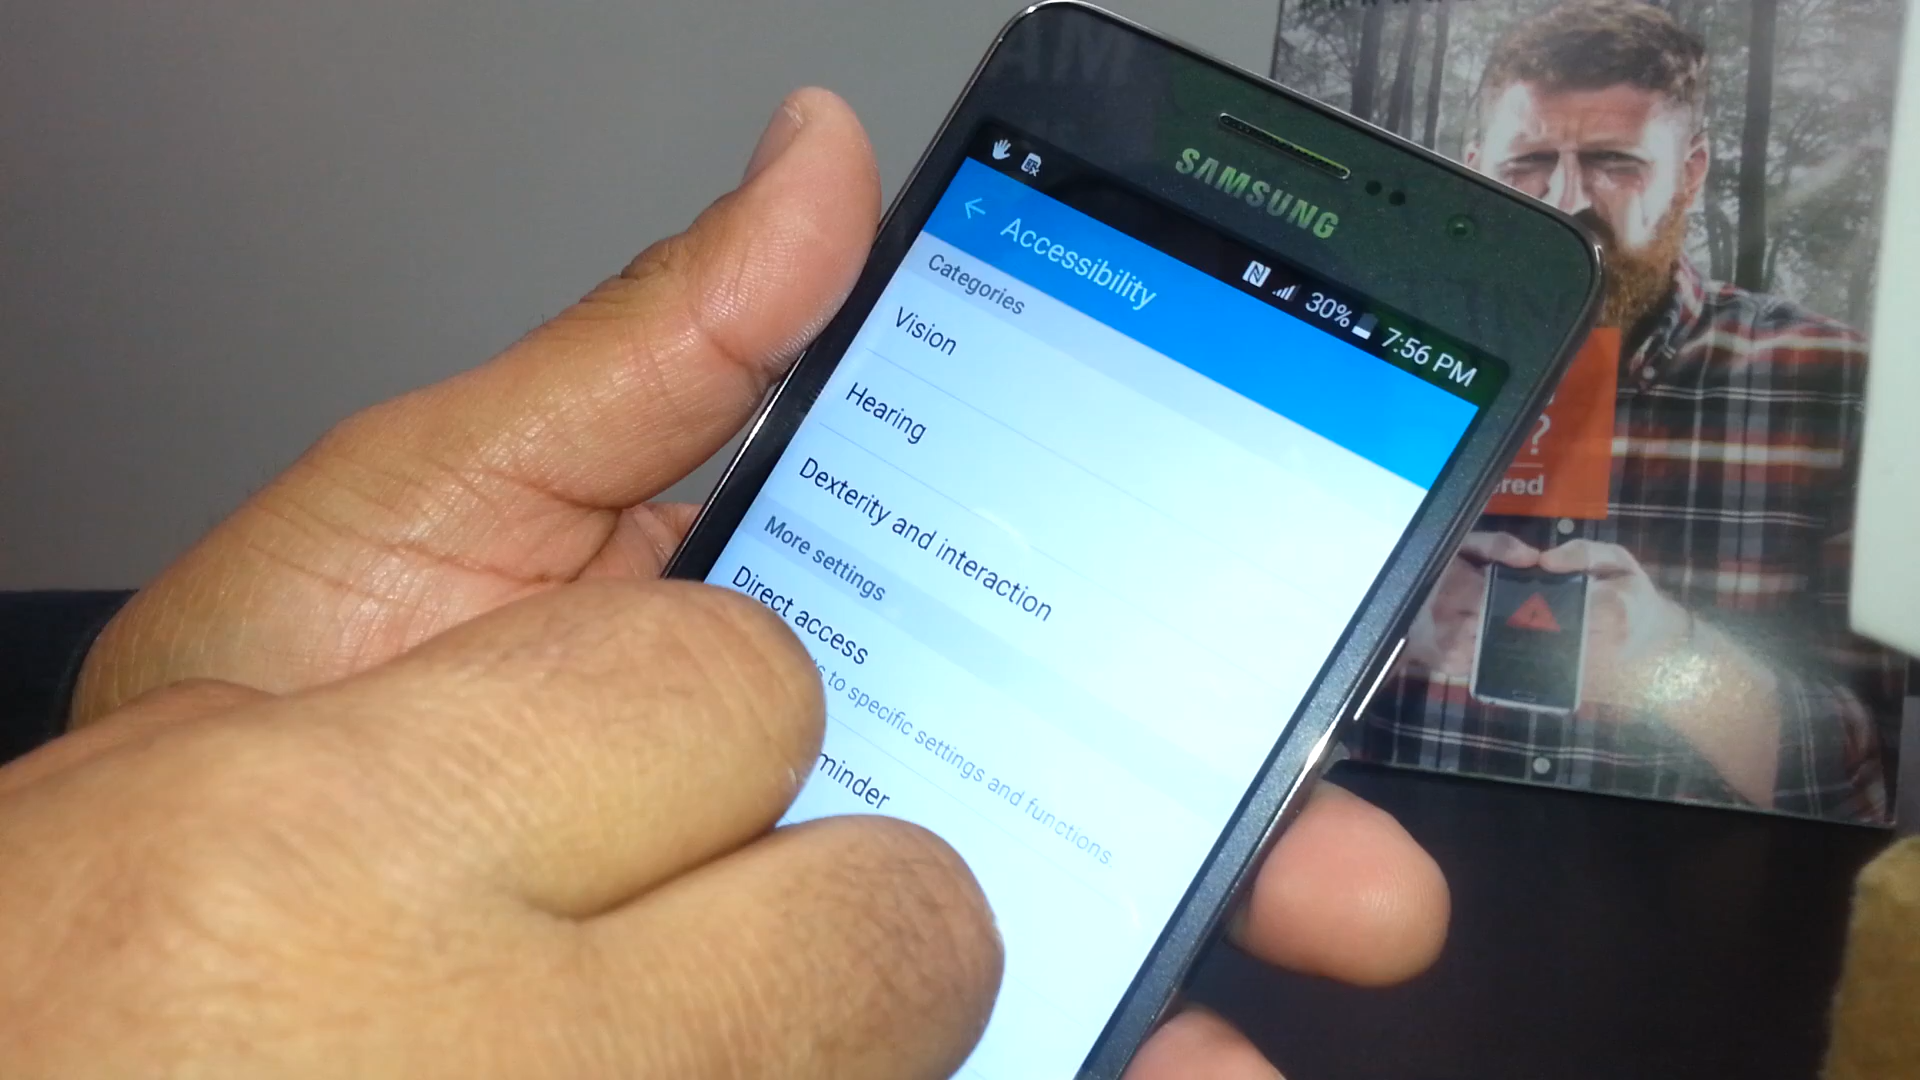 SAMSUNG
30% 7:56 PM
Accessibility
Categories
Vision
Hearing
Dexterity and interaction
More settings
Direct access
to specific settings and functions
minder
?
red